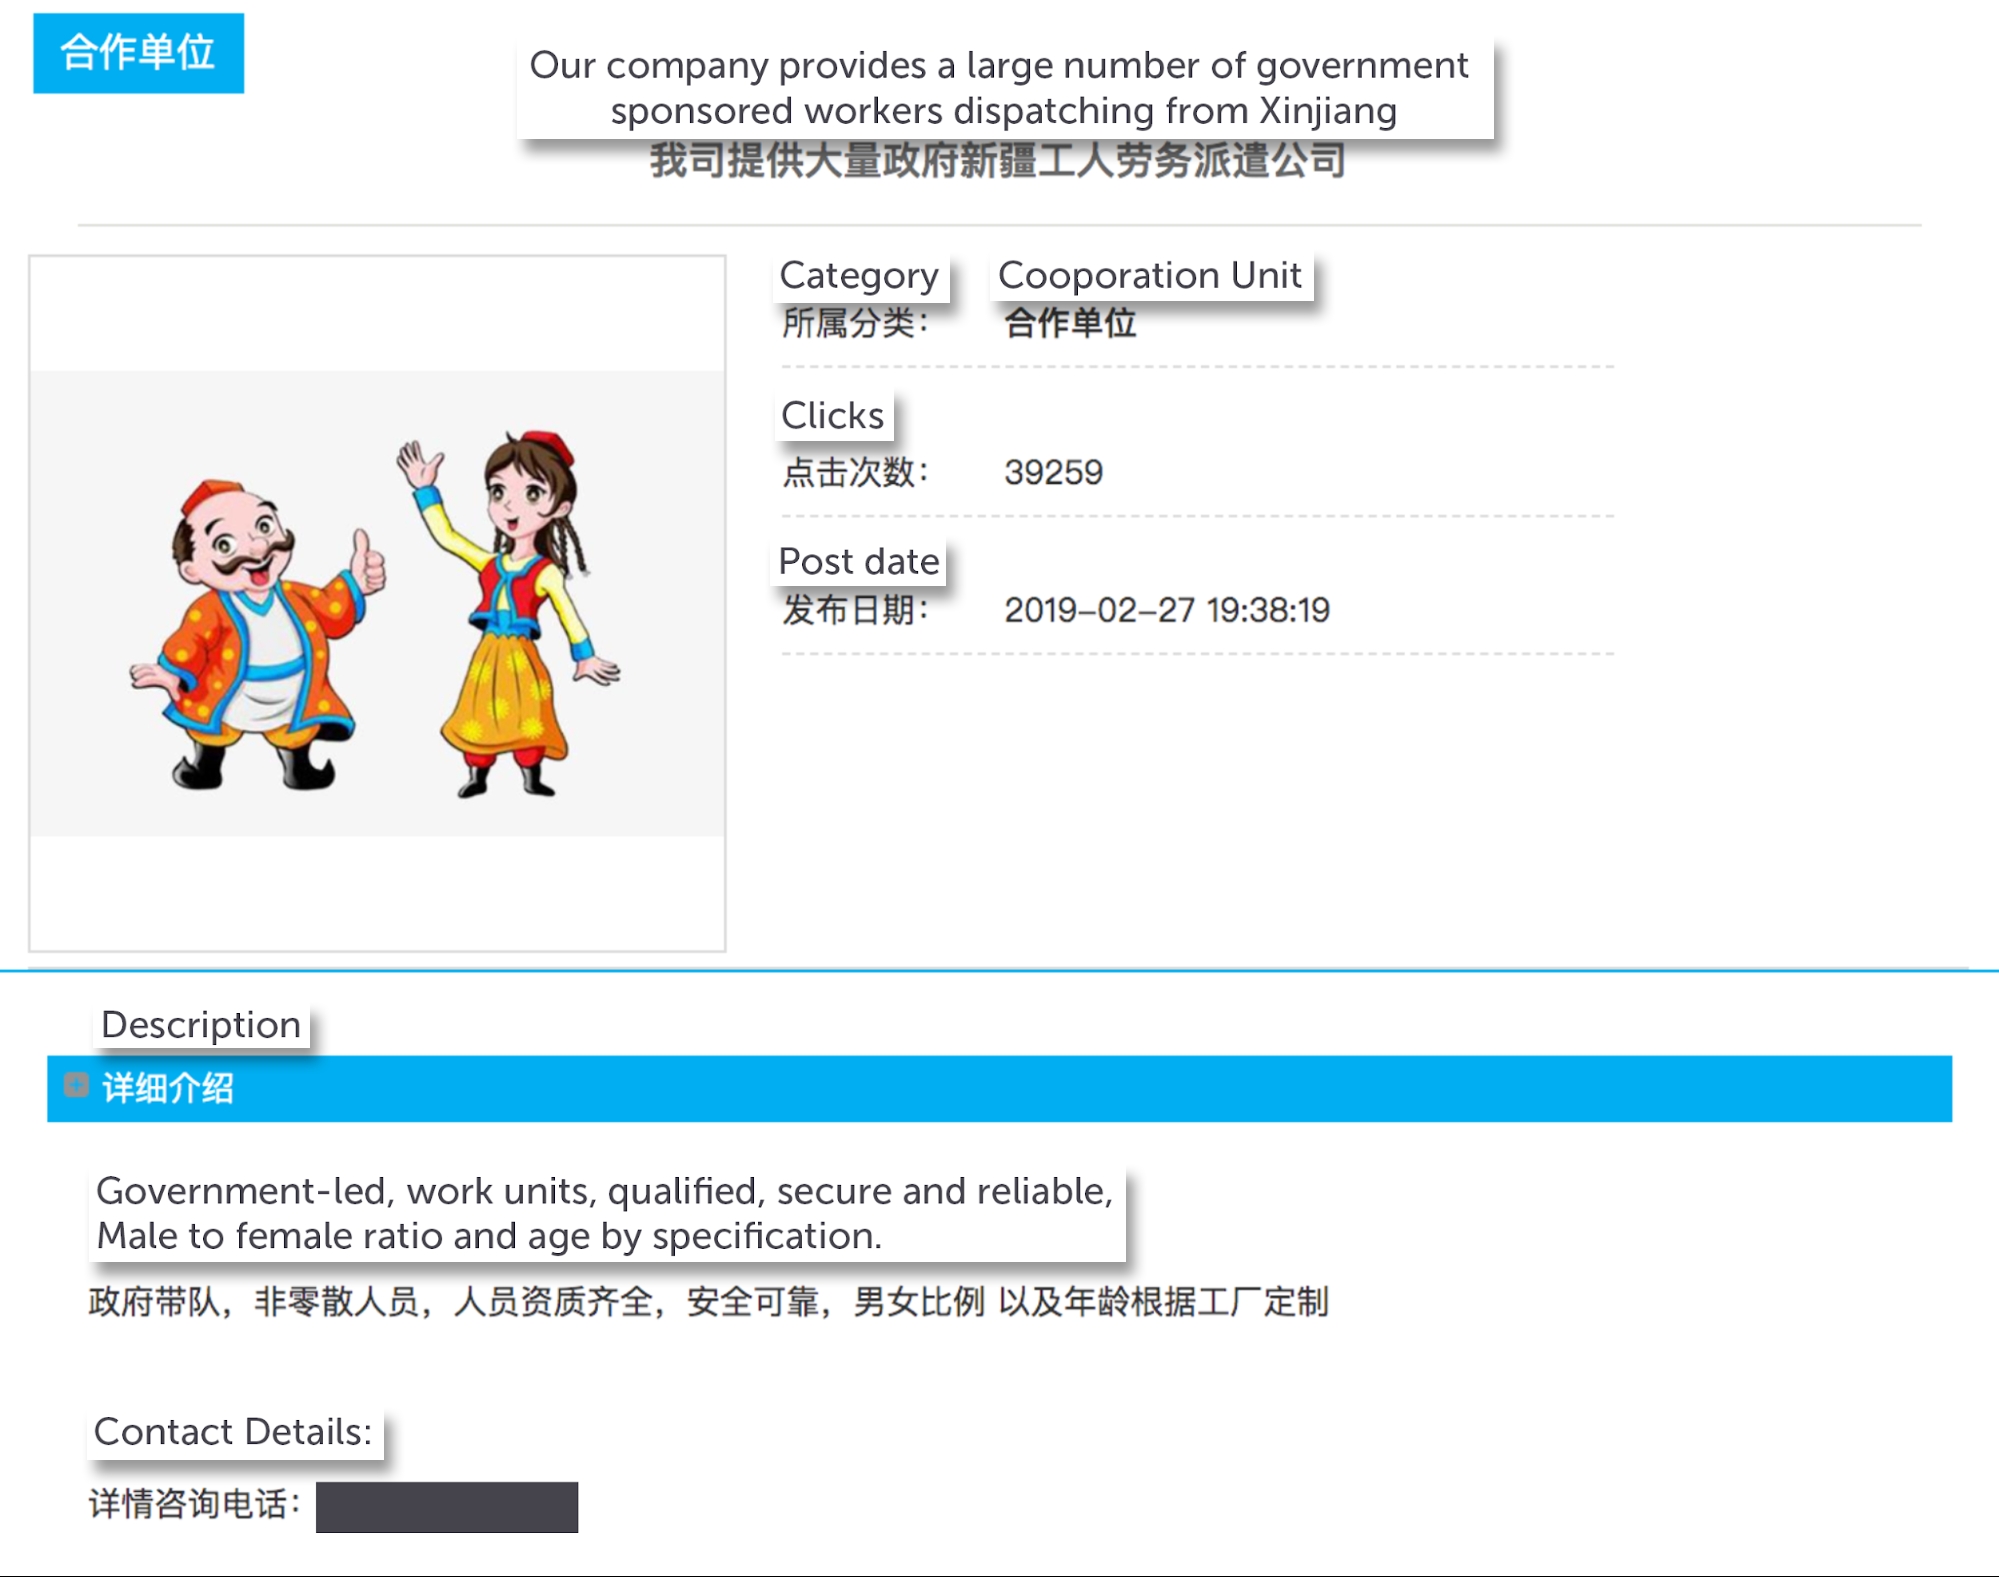 合作单位
Our company provides a large number of government
sponsored workers dispatching from Xinjiang
我司提供大量政府新疆工人劳务派遣公司
Category Cooporation Unit
所属分类： 合作单位
Clicks
点击次数： 39259
Post date
发布日期： 2019-02-27 19:38:19
Description
详细介绍
Government-led, work units, qualified, secure and reliable,
Male to female ratio and age by specification.
政府带队，非零散人员，人员资质齐全，安全可靠，男女比例 以及年龄根据工厂定制
Contact Details:
详情咨询电话：